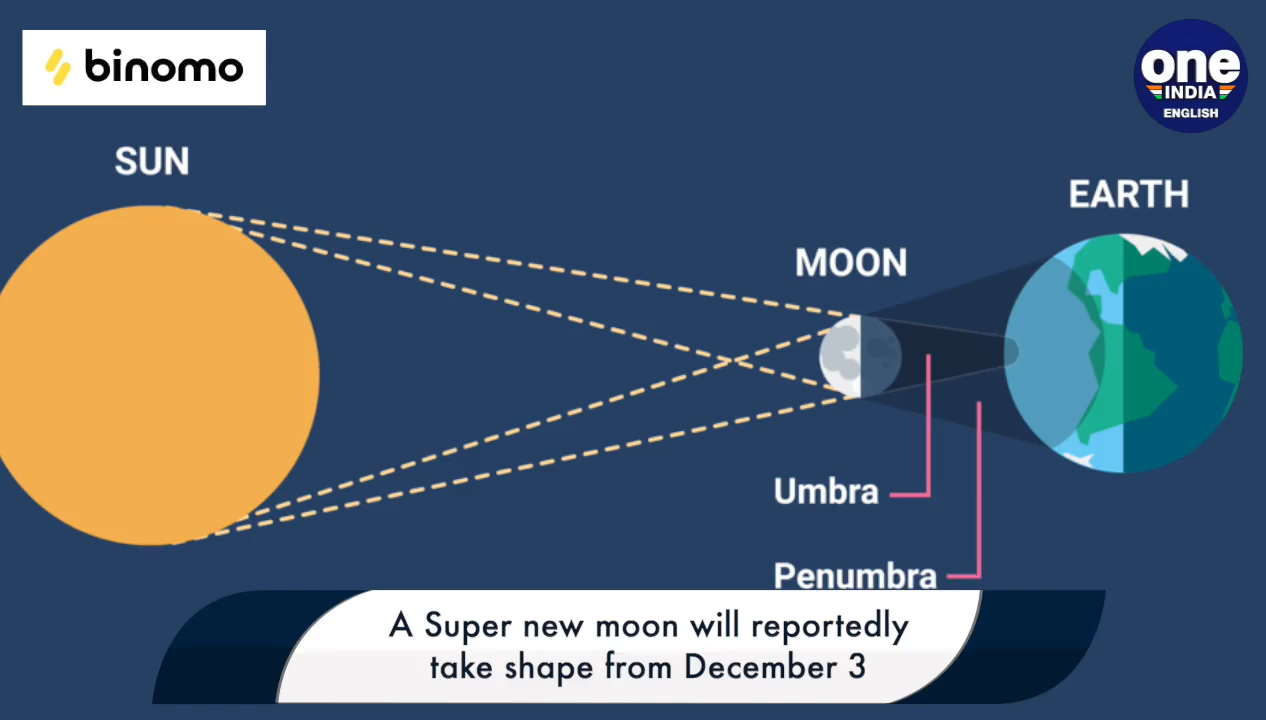 binomo
one
INDIA
ENGLISH
SUN
EARTH
MOON
Umbra
Penumbra
A Super new moon will reportedly
take shape from December 3